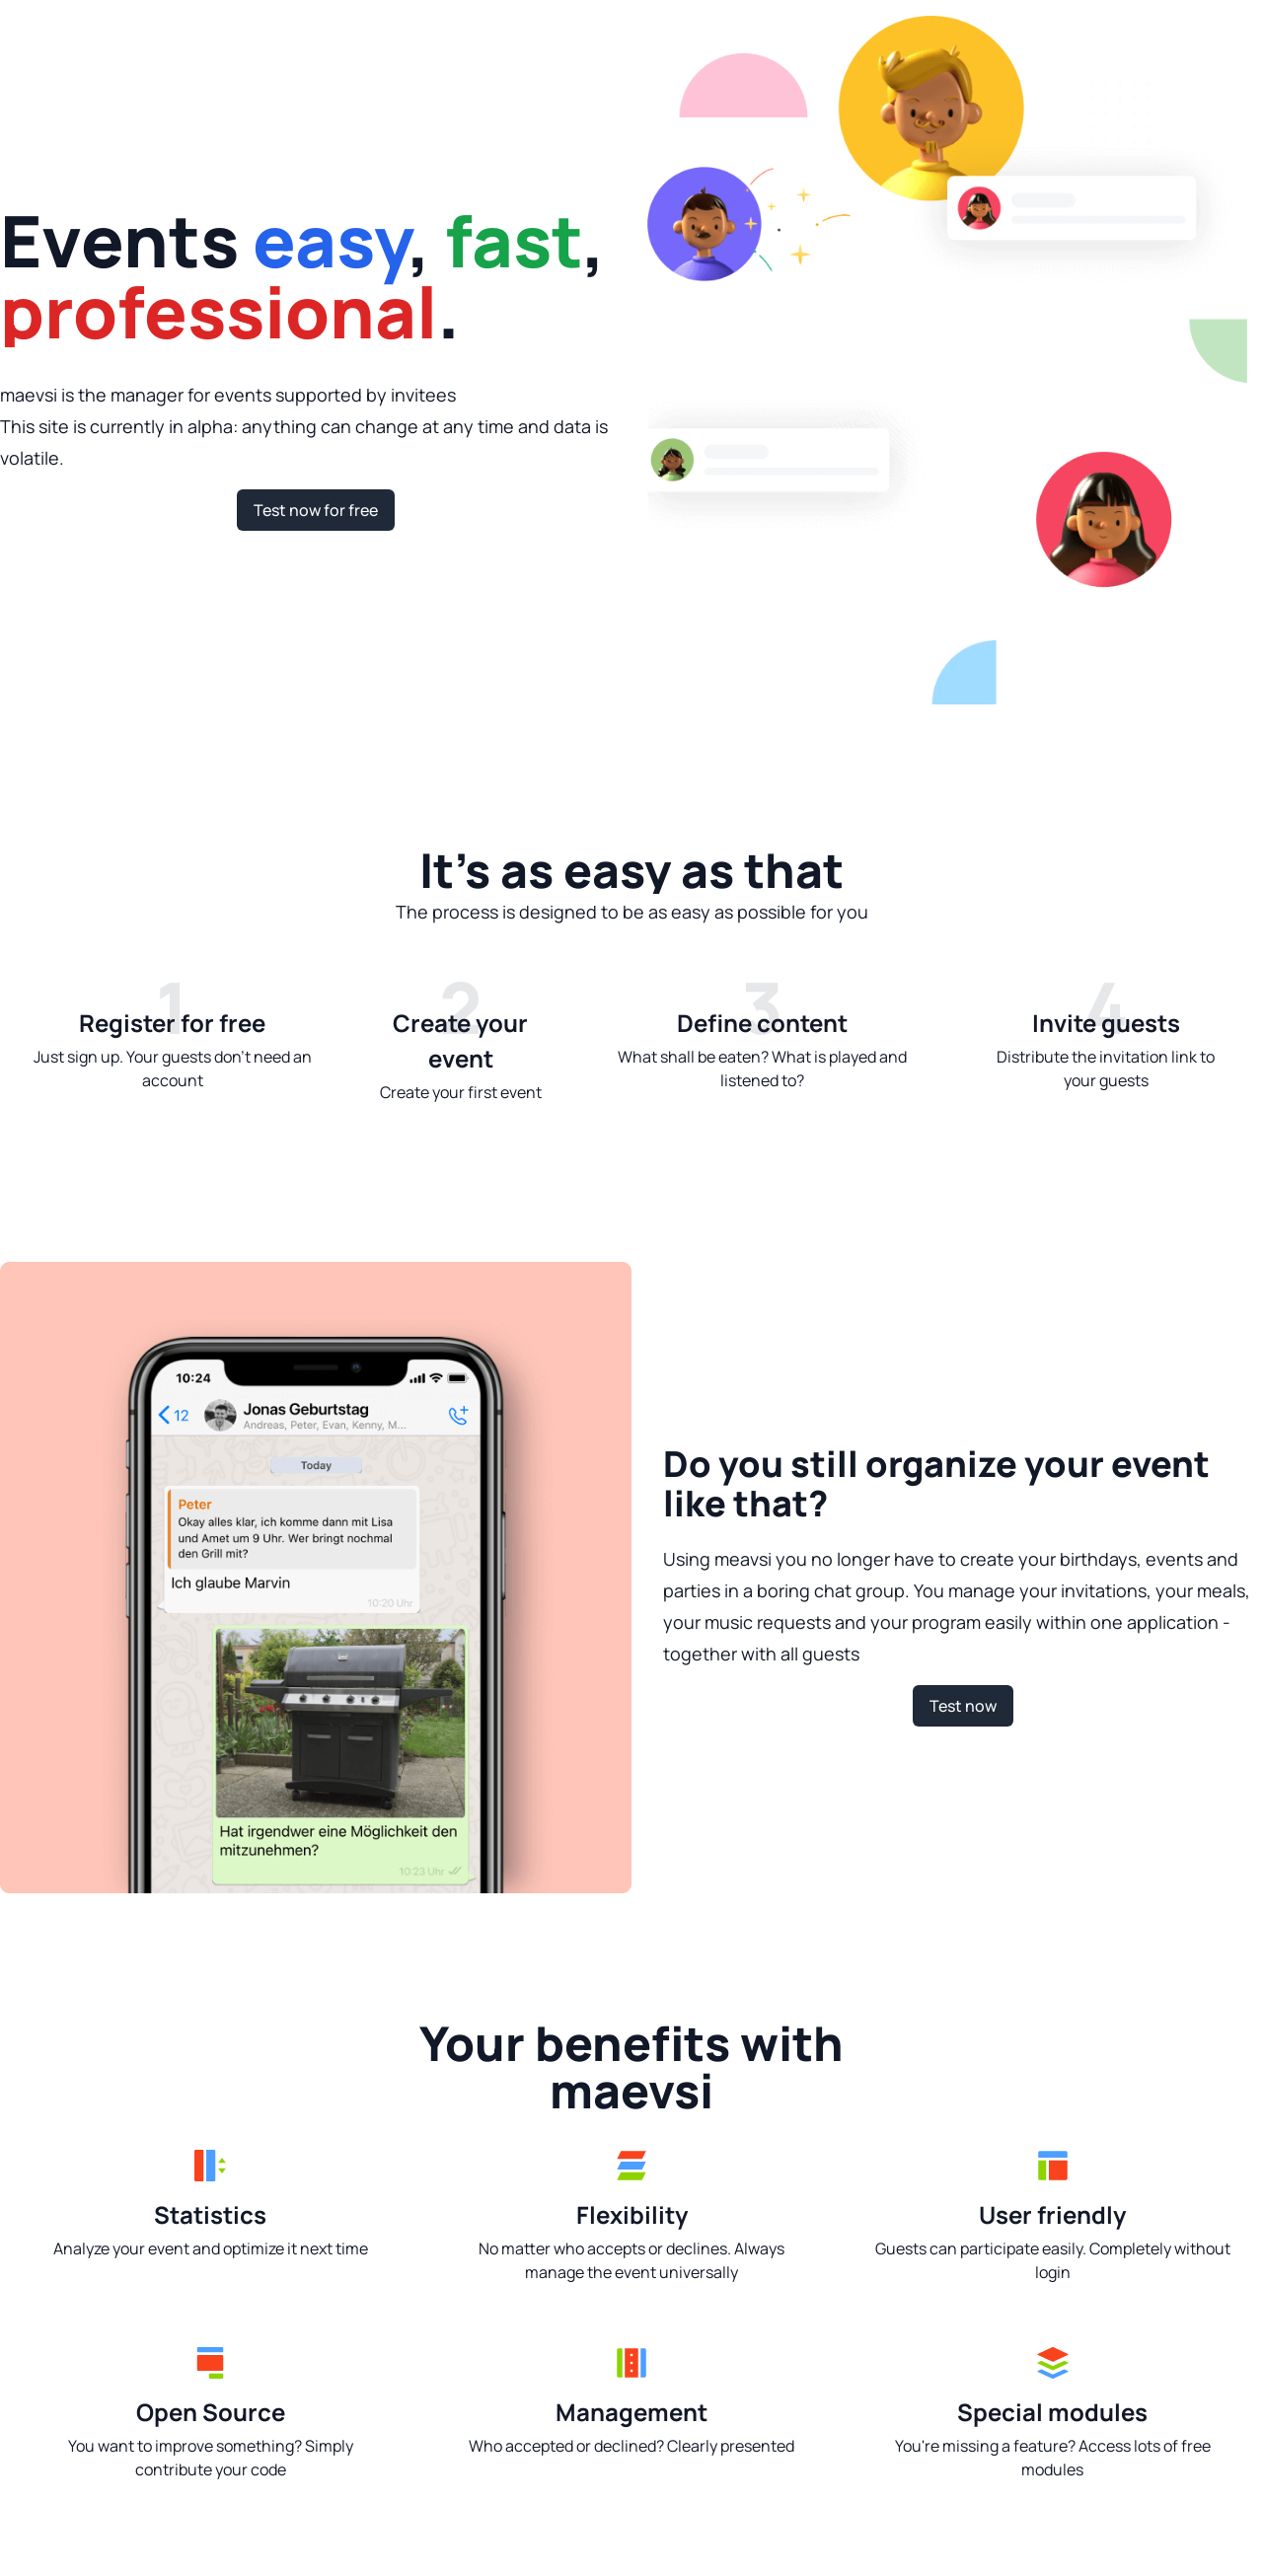 Events easy, fast,
professional.
maevsi is the manager for events supported by invitees
This site is currently in alpha: anything can change at any time and data is
volatile.
Test now for free
It's as easy as that
The process is designed to be as easy as possible for you
1
Register for free
Just sign up. Your guests don't need an
account
2
Create your
event
Create your first event
3
Define content
What shall be eaten? What is played and
listened to?
4
Invite guests
Distribute the invitation link to
your guests
10:24
12
Jonas Geburtstag
Andreas, Peter, Evan, Kenny, M...
Today
Peter
Okay alles klar, ich komme dann mit Lisa
und Amet um 9 Uhr. Wer bringt nochmal
den Grill mit?
Ich glaube Marvin
10:20 Uhr
Hat irgendwer eine Möglichkeit den
mitzunehmen?
10:23 Uhr
Do you still organize your event
like that?
Using meavsi you no longer have to create your birthdays, events and
parties in a boring chat group. You manage your invitations, your meals,
your music requests and your program easily within one application -
together with all guests
Test now
Your benefits with
maevsi
Statistics
Analyze your event and optimize it next time
Flexibility
No matter who accepts or declines. Always
manage the event universally
User friendly
Guests can participate easily. Completely without
login
Open Source
You want to improve something? Simply
contribute your code
Management
Who accepted or declined? Clearly presented
Special modules
You're missing a feature? Access lots of free
modules